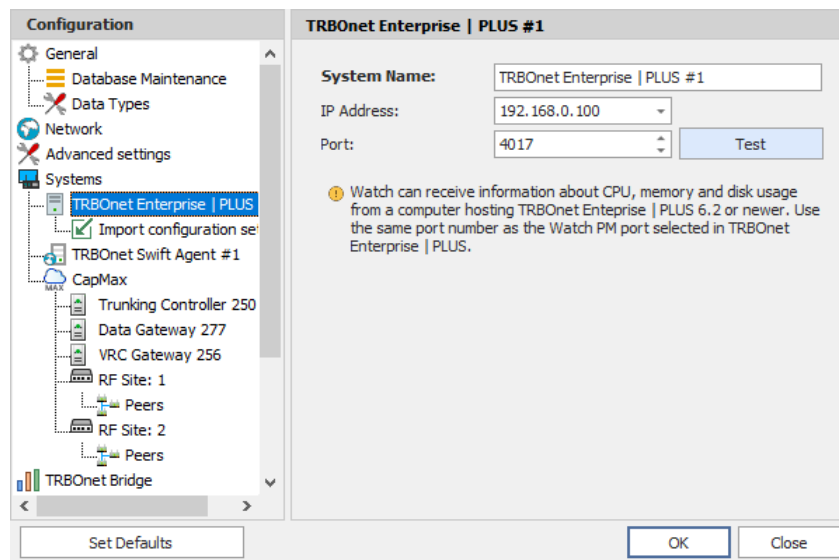 Configuration
General
Database Maintenance
Data Types
Network
Advanced settings
Systems
TRBOnet Enterprise | PLUS
Import configuration se
TRBOnet Swift Agent #1
MAX
CapMax
Trunking Controller 250
Data Gateway 277
VRC Gateway 256
RF Site: 1
Peers
RF Site: 2
Peers
TRBOnet Bridge
Set Defaults
TRBOnet Enterprise | PLUS #1
System Name: TRBOnet Enterprise | PLUS #1
IP Address: 192.168.0.100
Port: 4017 Test
Watch can receive information about CPU, memory and disk usage
from a computer hosting TRBOnet Enteprise | PLUS 6.2 or newer. Use
the same port number as the Watch PM port selected in TRBOnet
Enterprise | PLUS.
OK Close